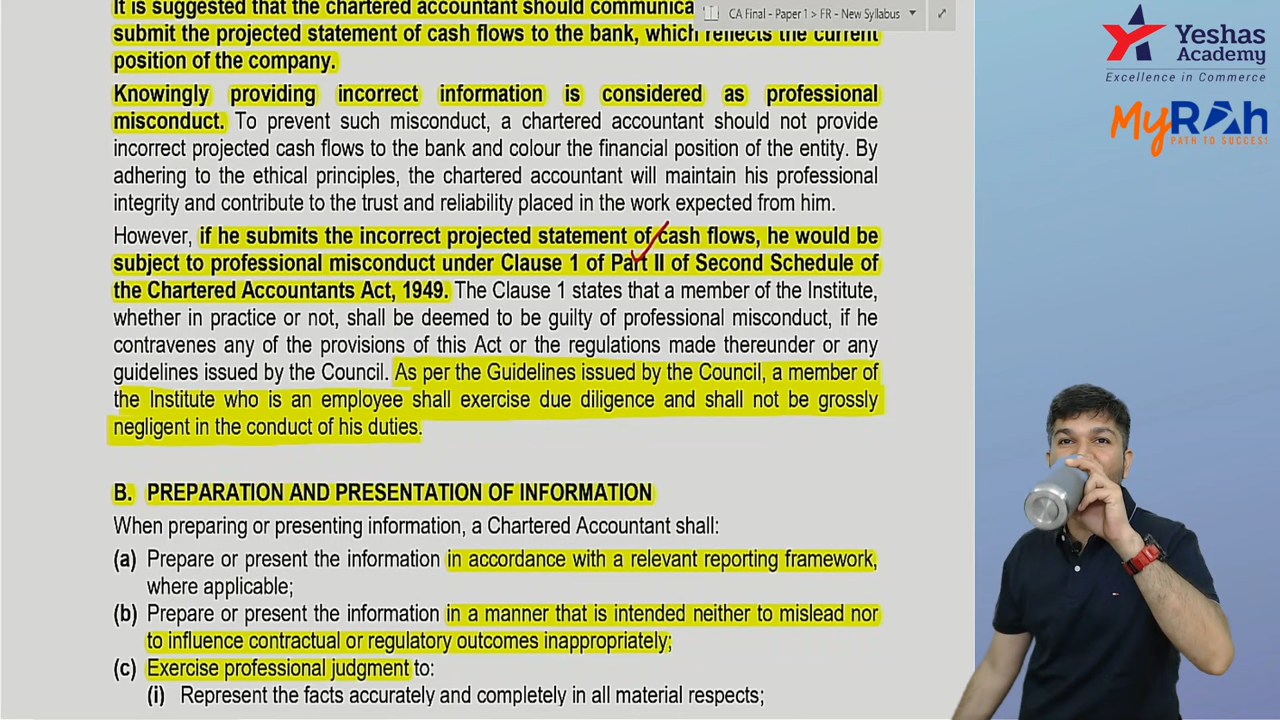 It is suggested that the chartered accountant should communica
submit the projected statement of cash flows to the bank, which reflects the current
position of the company.
Knowingly providing incorrect information is considered as professional
misconduct. To prevent such misconduct, a chartered accountant should not provide
incorrect projected cash flows to the bank and colour the financial position of the entity. By
adhering to the ethical principles, the chartered accountant will maintain his professional
integrity and contribute to the trust and reliability placed in the work expected from him.
However, if he submits the incorrect projected statement of cash flows, he would be
subject to professional misconduct under Clause 1 of Part II of Second Schedule of
the Chartered Accountants Act, 1949. The Clause 1 states that a member of the Institute,
whether in practice or not, shall be deemed to be guilty of professional misconduct, if he
contravenes any of the provisions of this Act or the regulations made thereunder or any
guidelines issued by the Council. As per the Guidelines issued by the Council, a member of
the Institute who is an employee shall exercise due diligence and shall not be grossly
negligent in the conduct of his duties.
B. PREPARATION AND PRESENTATION OF INFORMATION
When preparing or presenting information, a Chartered Accountant shall:
(a) Prepare or present the information in accordance with a relevant reporting framework,
where applicable;
(b) Prepare or present the information in a manner that is intended neither to mislead nor
to influence contractual or regulatory outcomes inappropriately;
(c) Exercise professional judgment to:
(i) Represent the facts accurately and completely in all material respects;
CA Final - Paper 1 > FR - New Syllabus
Yeshas
Academy
Excellence in Commerce
MyRAh
PATH TO SUCCESS